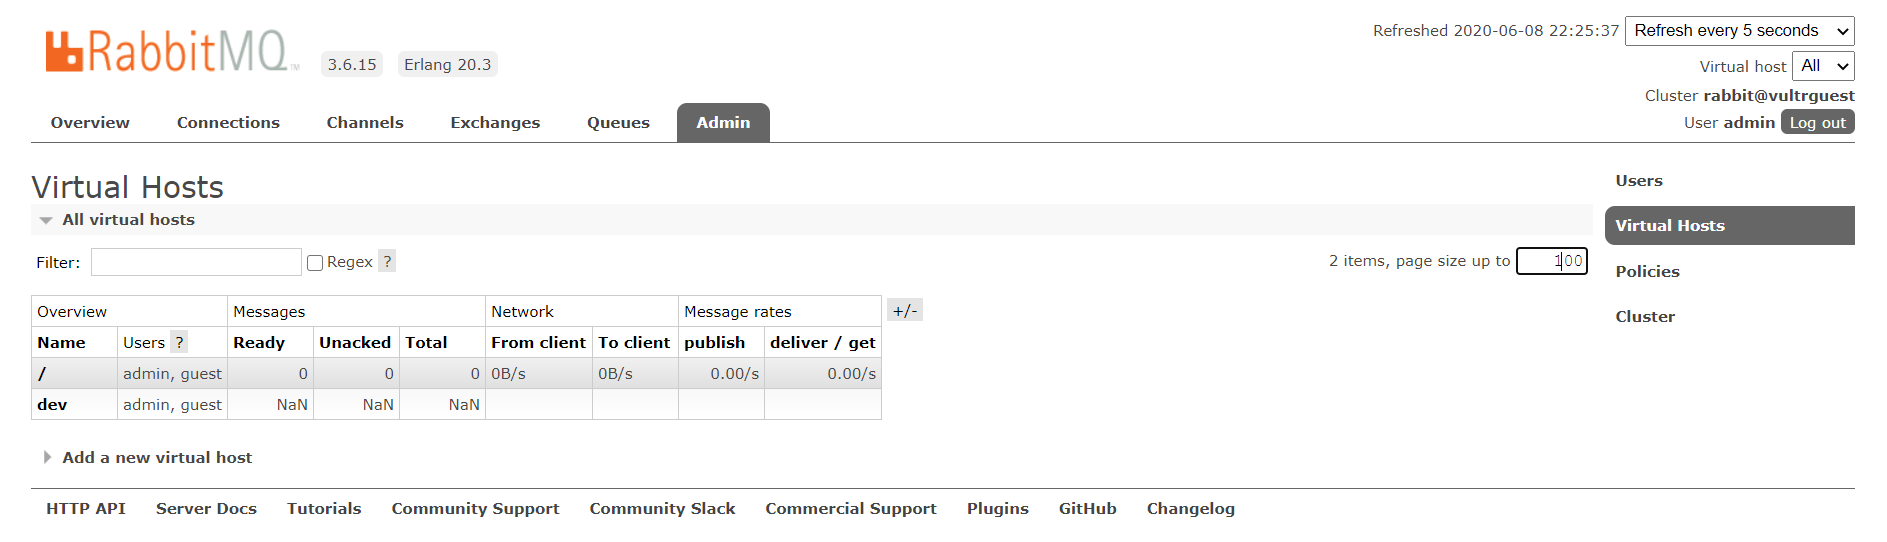 Refreshed 2020-06-08 22:25:37 Refresh every 5 seconds
RabbitMQ TM 3.6.15 Erlang 20.3
Virtual host All
Cluster rabbit@vultrguest
User admin Log out
Overview Connections Channels Exchanges Queues Admin
Virtual Hosts
All virtual hosts
Filter: Regex ? 2 items, page size up to 100
Overview Messages Network Message rates +/-
Name Users ? Ready Unacked Total From client To client publish deliver / get
/ admin, guest 0 0 0 0B/s 0B/s 0.00/s 0.00/s
dev admin, guest NaN NaN NaN
Add a new virtual host
Users
Virtual Hosts
Policies
Cluster
HTTP API Server Docs Tutorials Community Support Community Slack Commercial Support Plugins GitHub Changelog